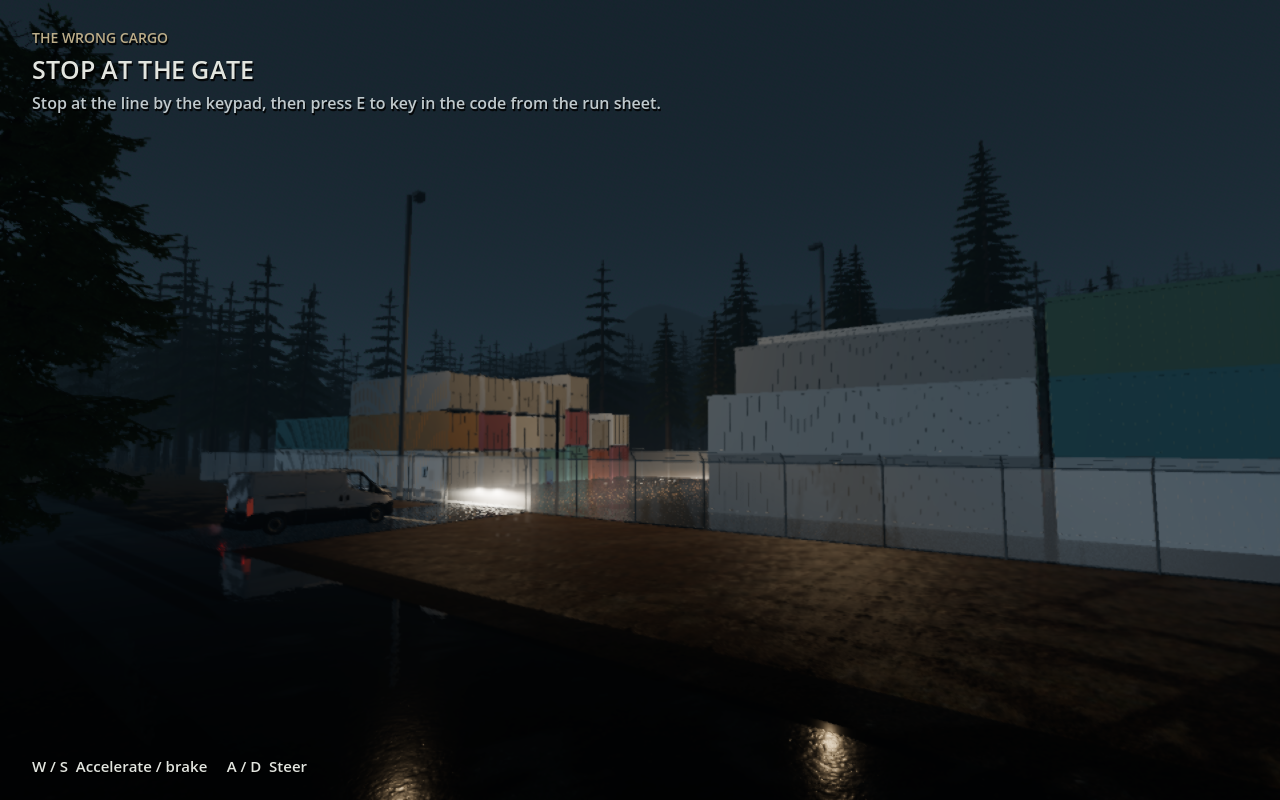 THE WRONG CARGO
STOP AT THE GATE
Stop at the line by the keypad, then press E to key in the code from the run sheet.
W / S Accelerate / brake A / D Steer